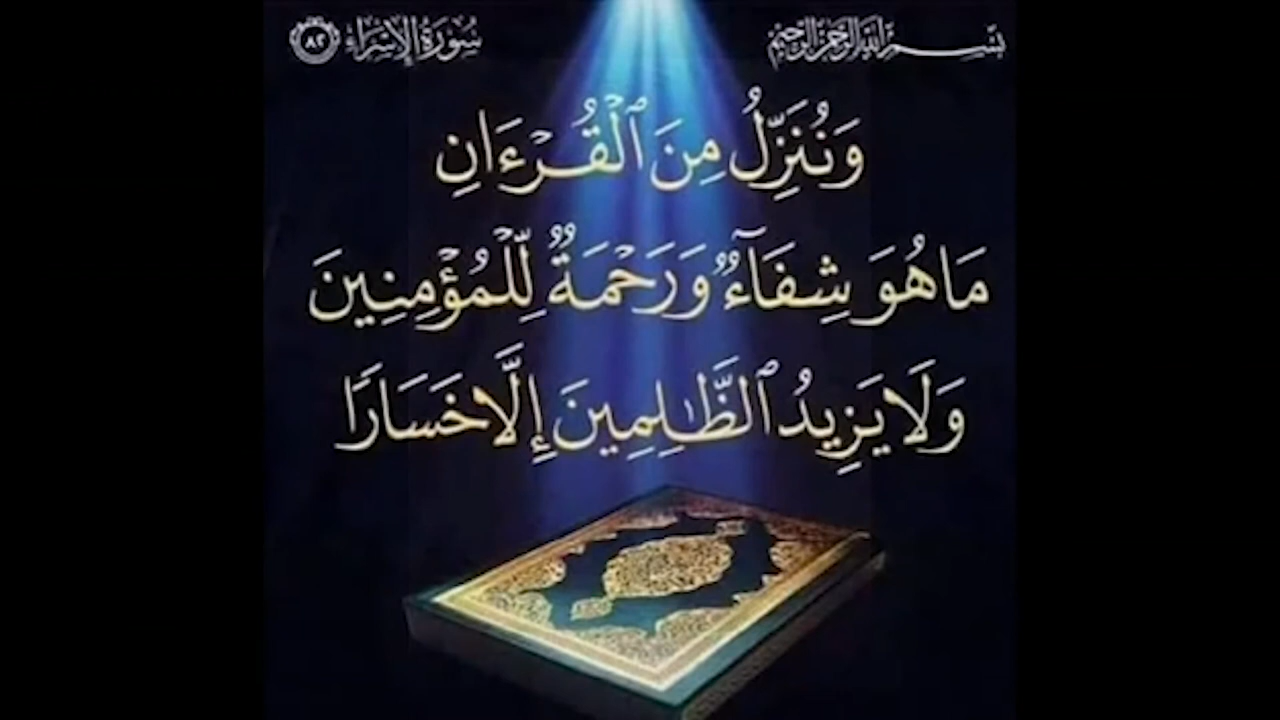 بِسْمِ اللَّهِ الرَّحْمَٰنِ الرَّحِيمِ
سُورَةُ الإِسْرَاءِ ٨٢
وَنُنَزِّلُ مِنَ ٱلْقُرْءَانِ
مَا هُوَ شِفَآءٌ وَرَحْمَةٌ لِّلْمُؤْمِنِينَ
وَلَا يَزِيدُ ٱلظَّٰلِمِينَ إِلَّا خَسَارًا